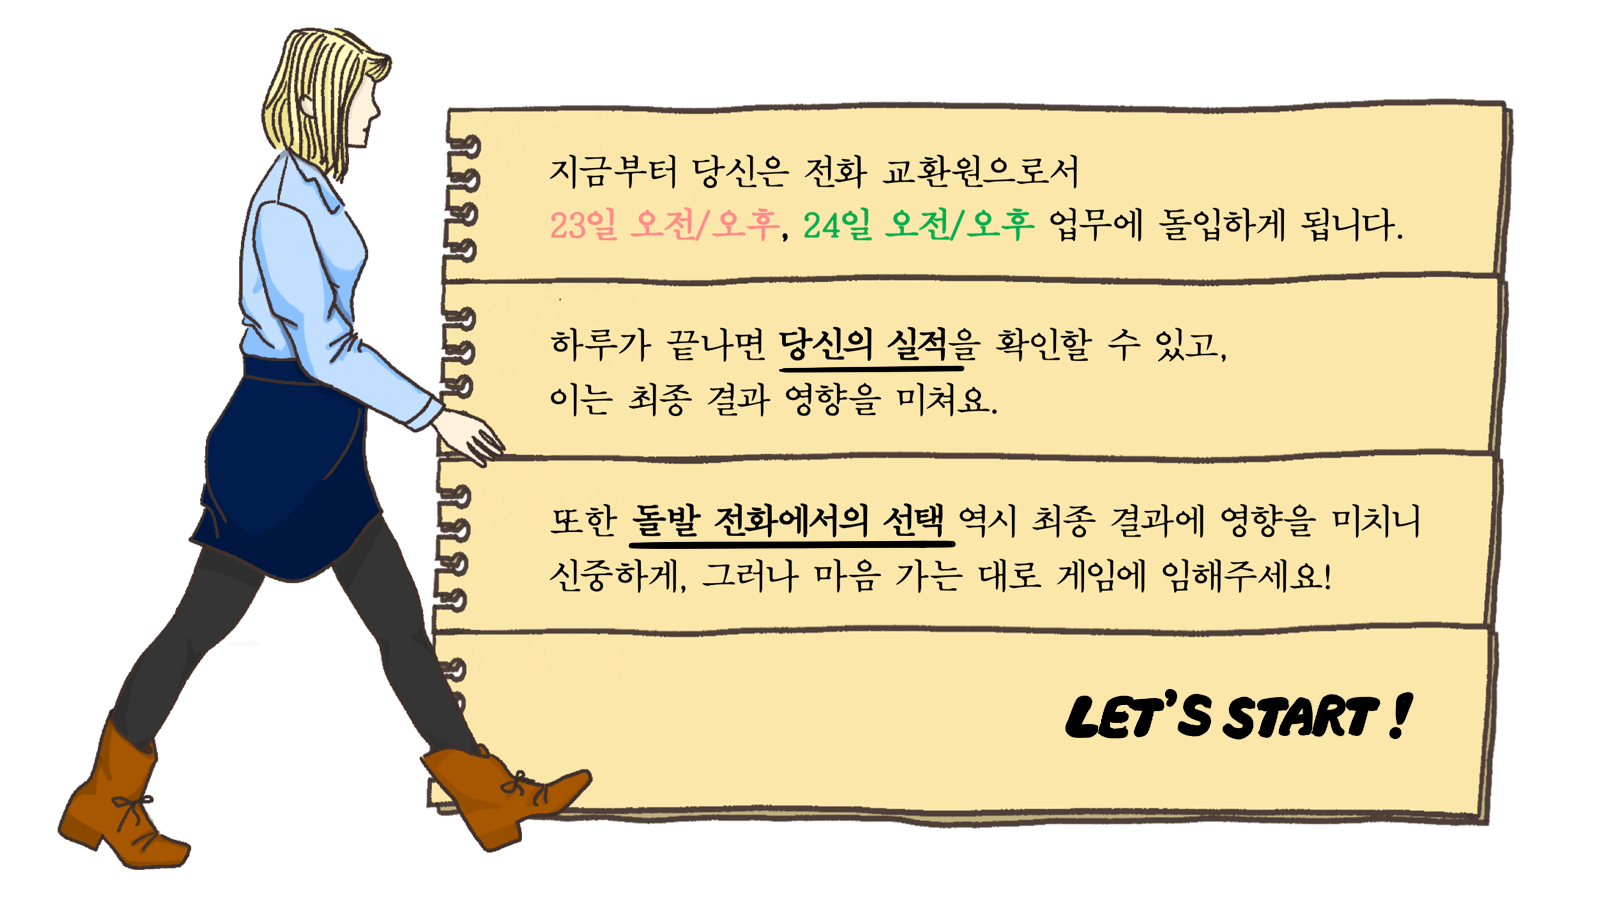 지금부터 당신은 전화 교환원으로서
23일 오전/오후, 24일 오전/오후 업무에 돌입하게 됩니다.
하루가 끝나면 당신의 실적을 확인할 수 있고,
이는 최종 결과 영향을 미쳐요.
또한 돌발 전화에서의 선택 역시 최종 결과에 영향을 미치니
신중하게, 그러나 마음 가는 대로 게임에 임해주세요!
LET'S START!